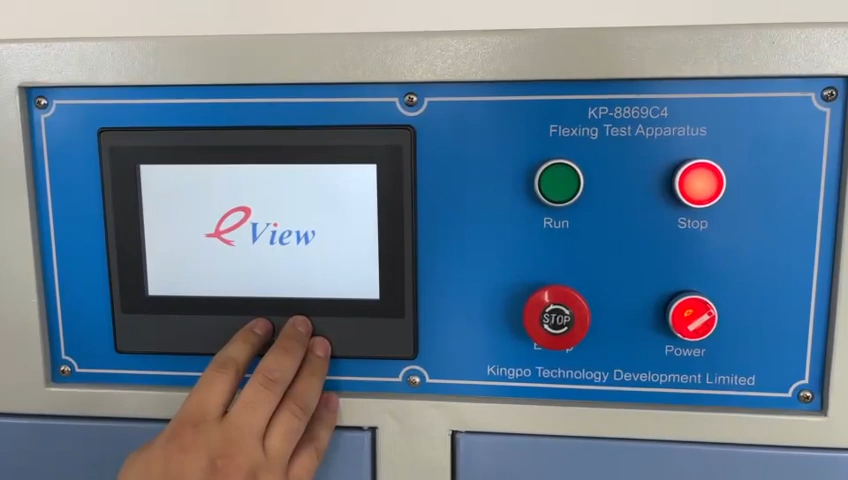 KP-8869C4
Flexing Test Apparatus
eView
Run
Stop
STOP
Power
Kingpo Technology Development Limited